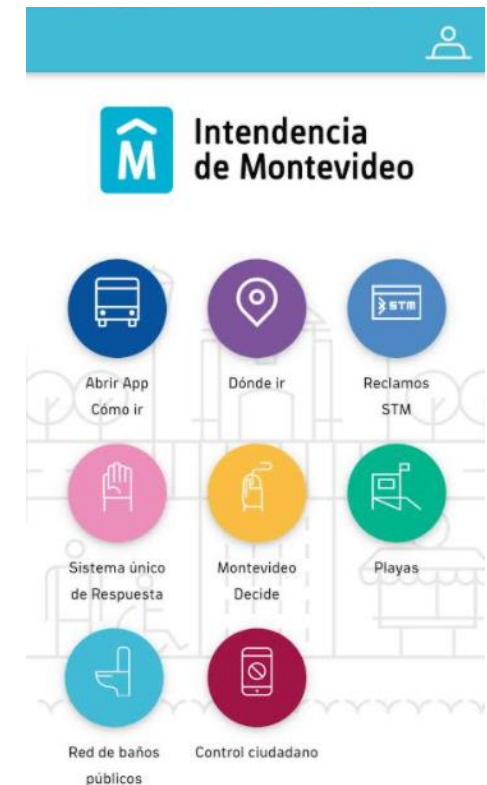 Intendencia
de Montevideo
STM
Abrir App
Cómo ir
Dónde ir
Reclamos
STM
Sistema único
de Respuesta
Montevideo
Decide
Playas
Red de baños
públicos
Control ciudadano